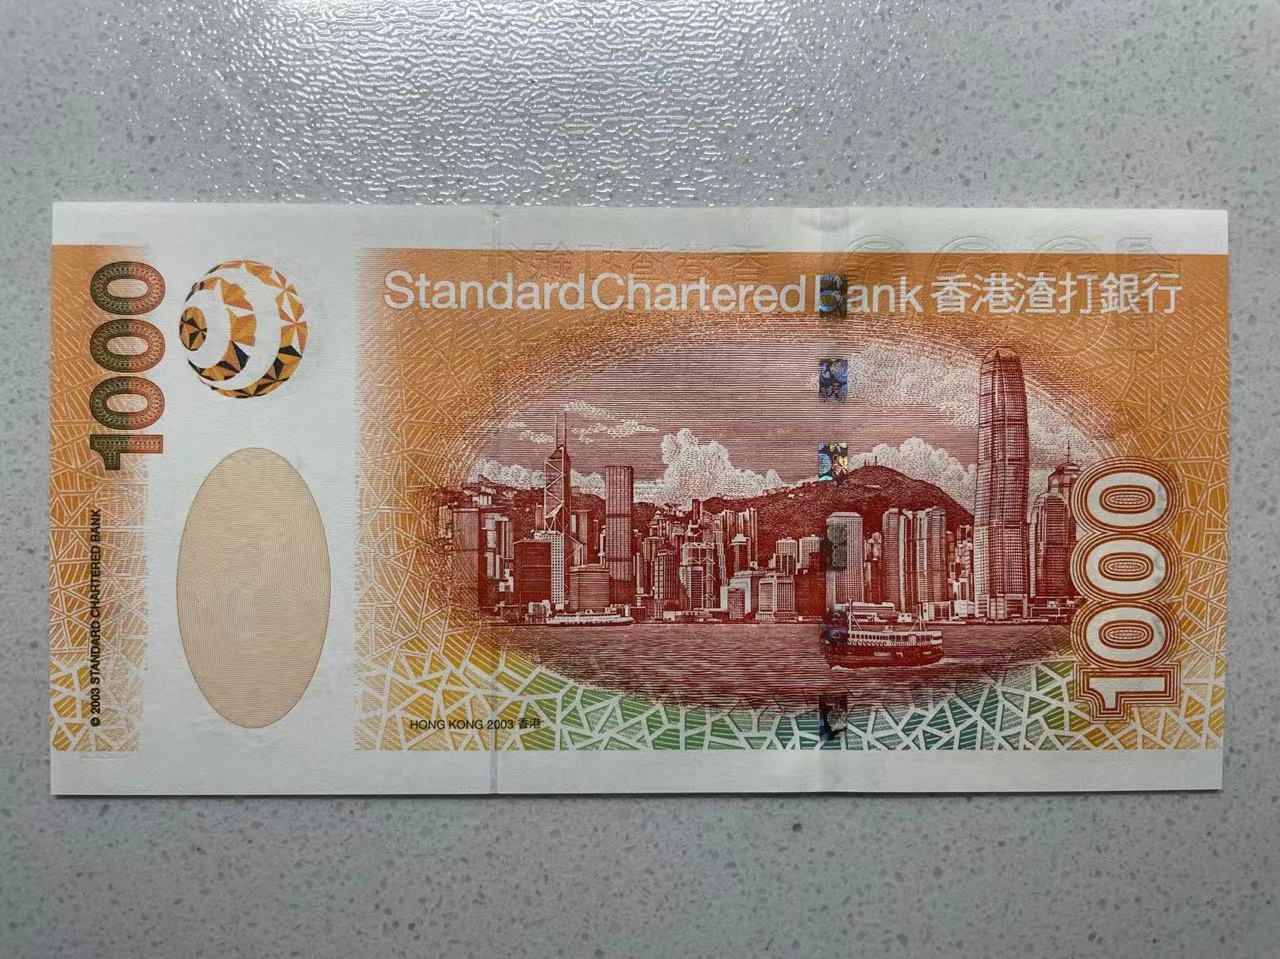 1000
Standard Chartered Bank 香港渣打銀行
© 2003 STANDARD CHARTERED BANK
1000
HONG KONG 2003 香港